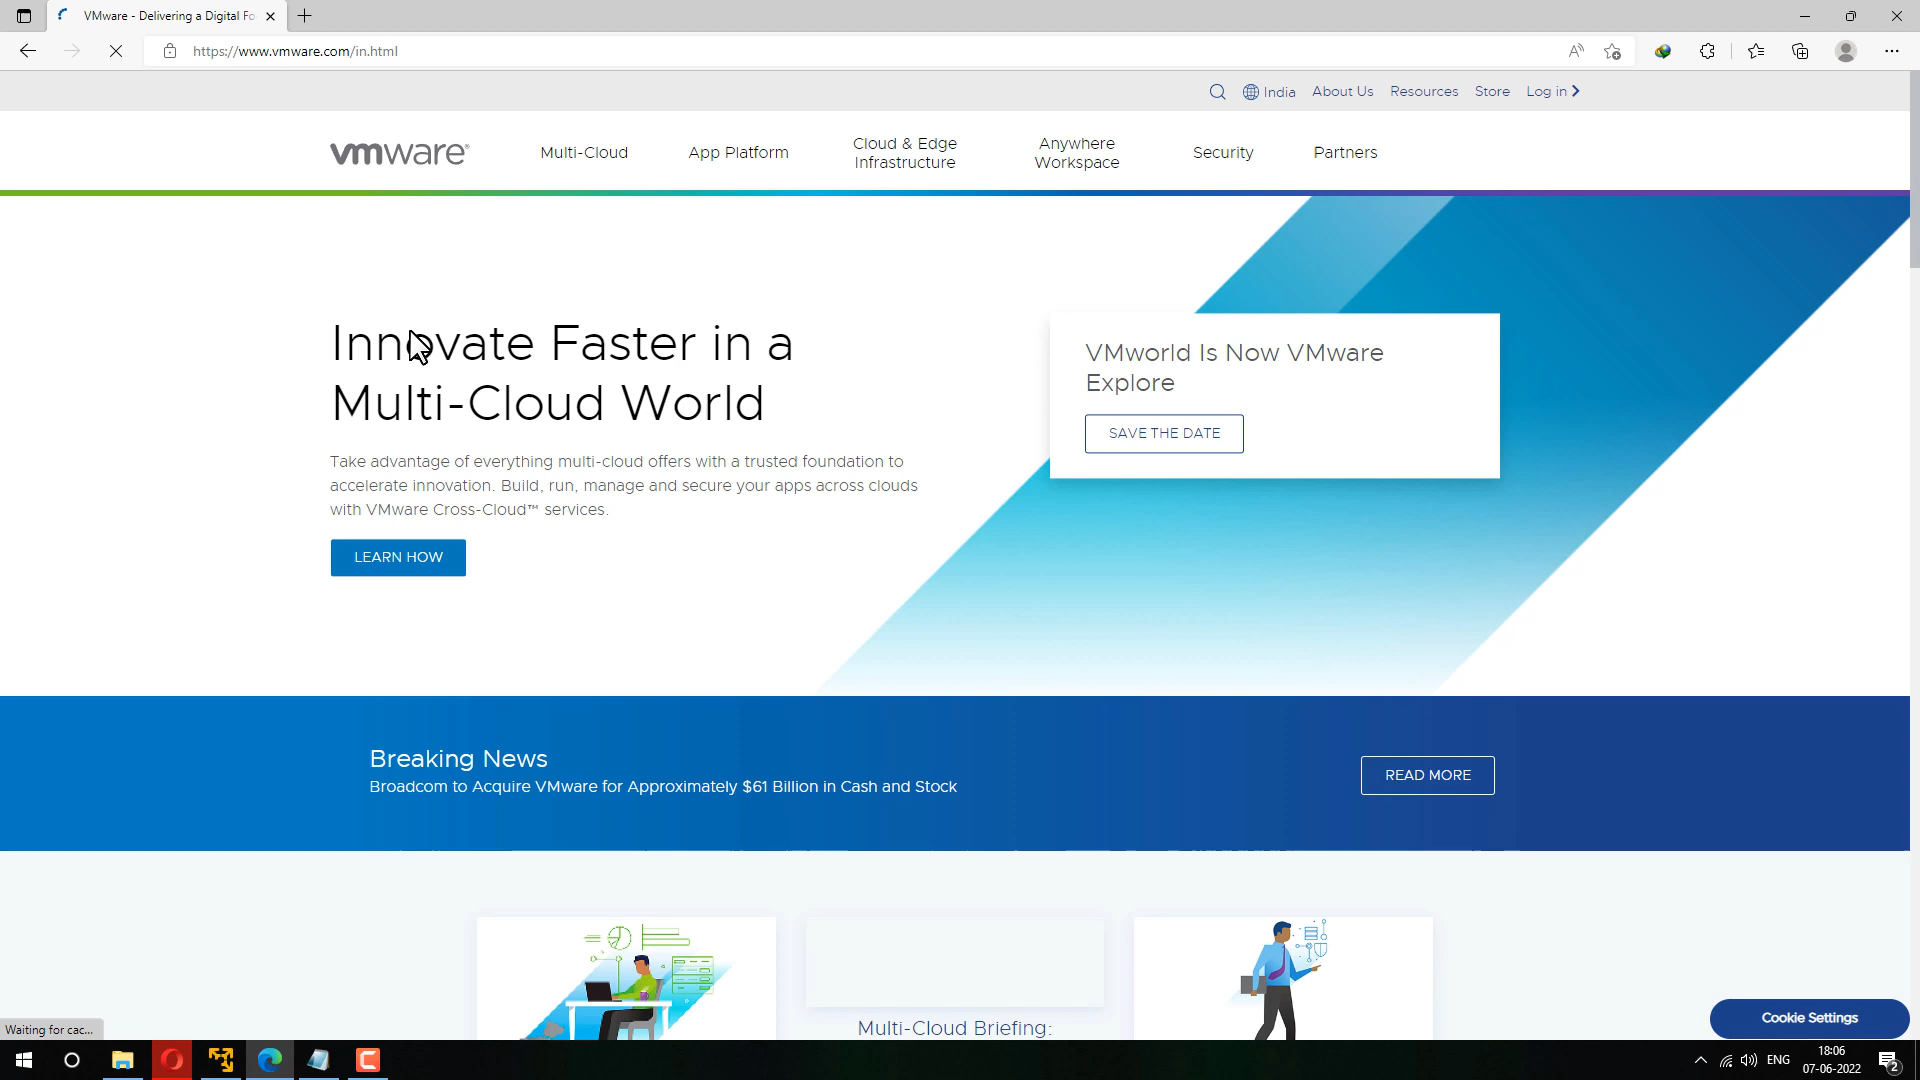 VMware - Delivering a Digital Fo
https://www.vmware.com/in.html
India
About Us
Resources
Store
Log in
vmware®
Multi-Cloud
App Platform
Cloud & Edge
Infrastructure
Anywhere
Workspace
Security
Partners
Innovate Faster in a
Multi-Cloud World
Take advantage of everything multi-cloud offers with a trusted foundation to
accelerate innovation. Build, run, manage and secure your apps across clouds
with VMware Cross-Cloud™ services.
LEARN HOW
VMworld Is Now VMware
Explore
SAVE THE DATE
Breaking News
Broadcom to Acquire VMware for Approximately $61 Billion in Cash and Stock
READ MORE
Multi-Cloud Briefing:
Cookie Settings
Waiting for cac...
ENG
18:06
07-06-2022
2